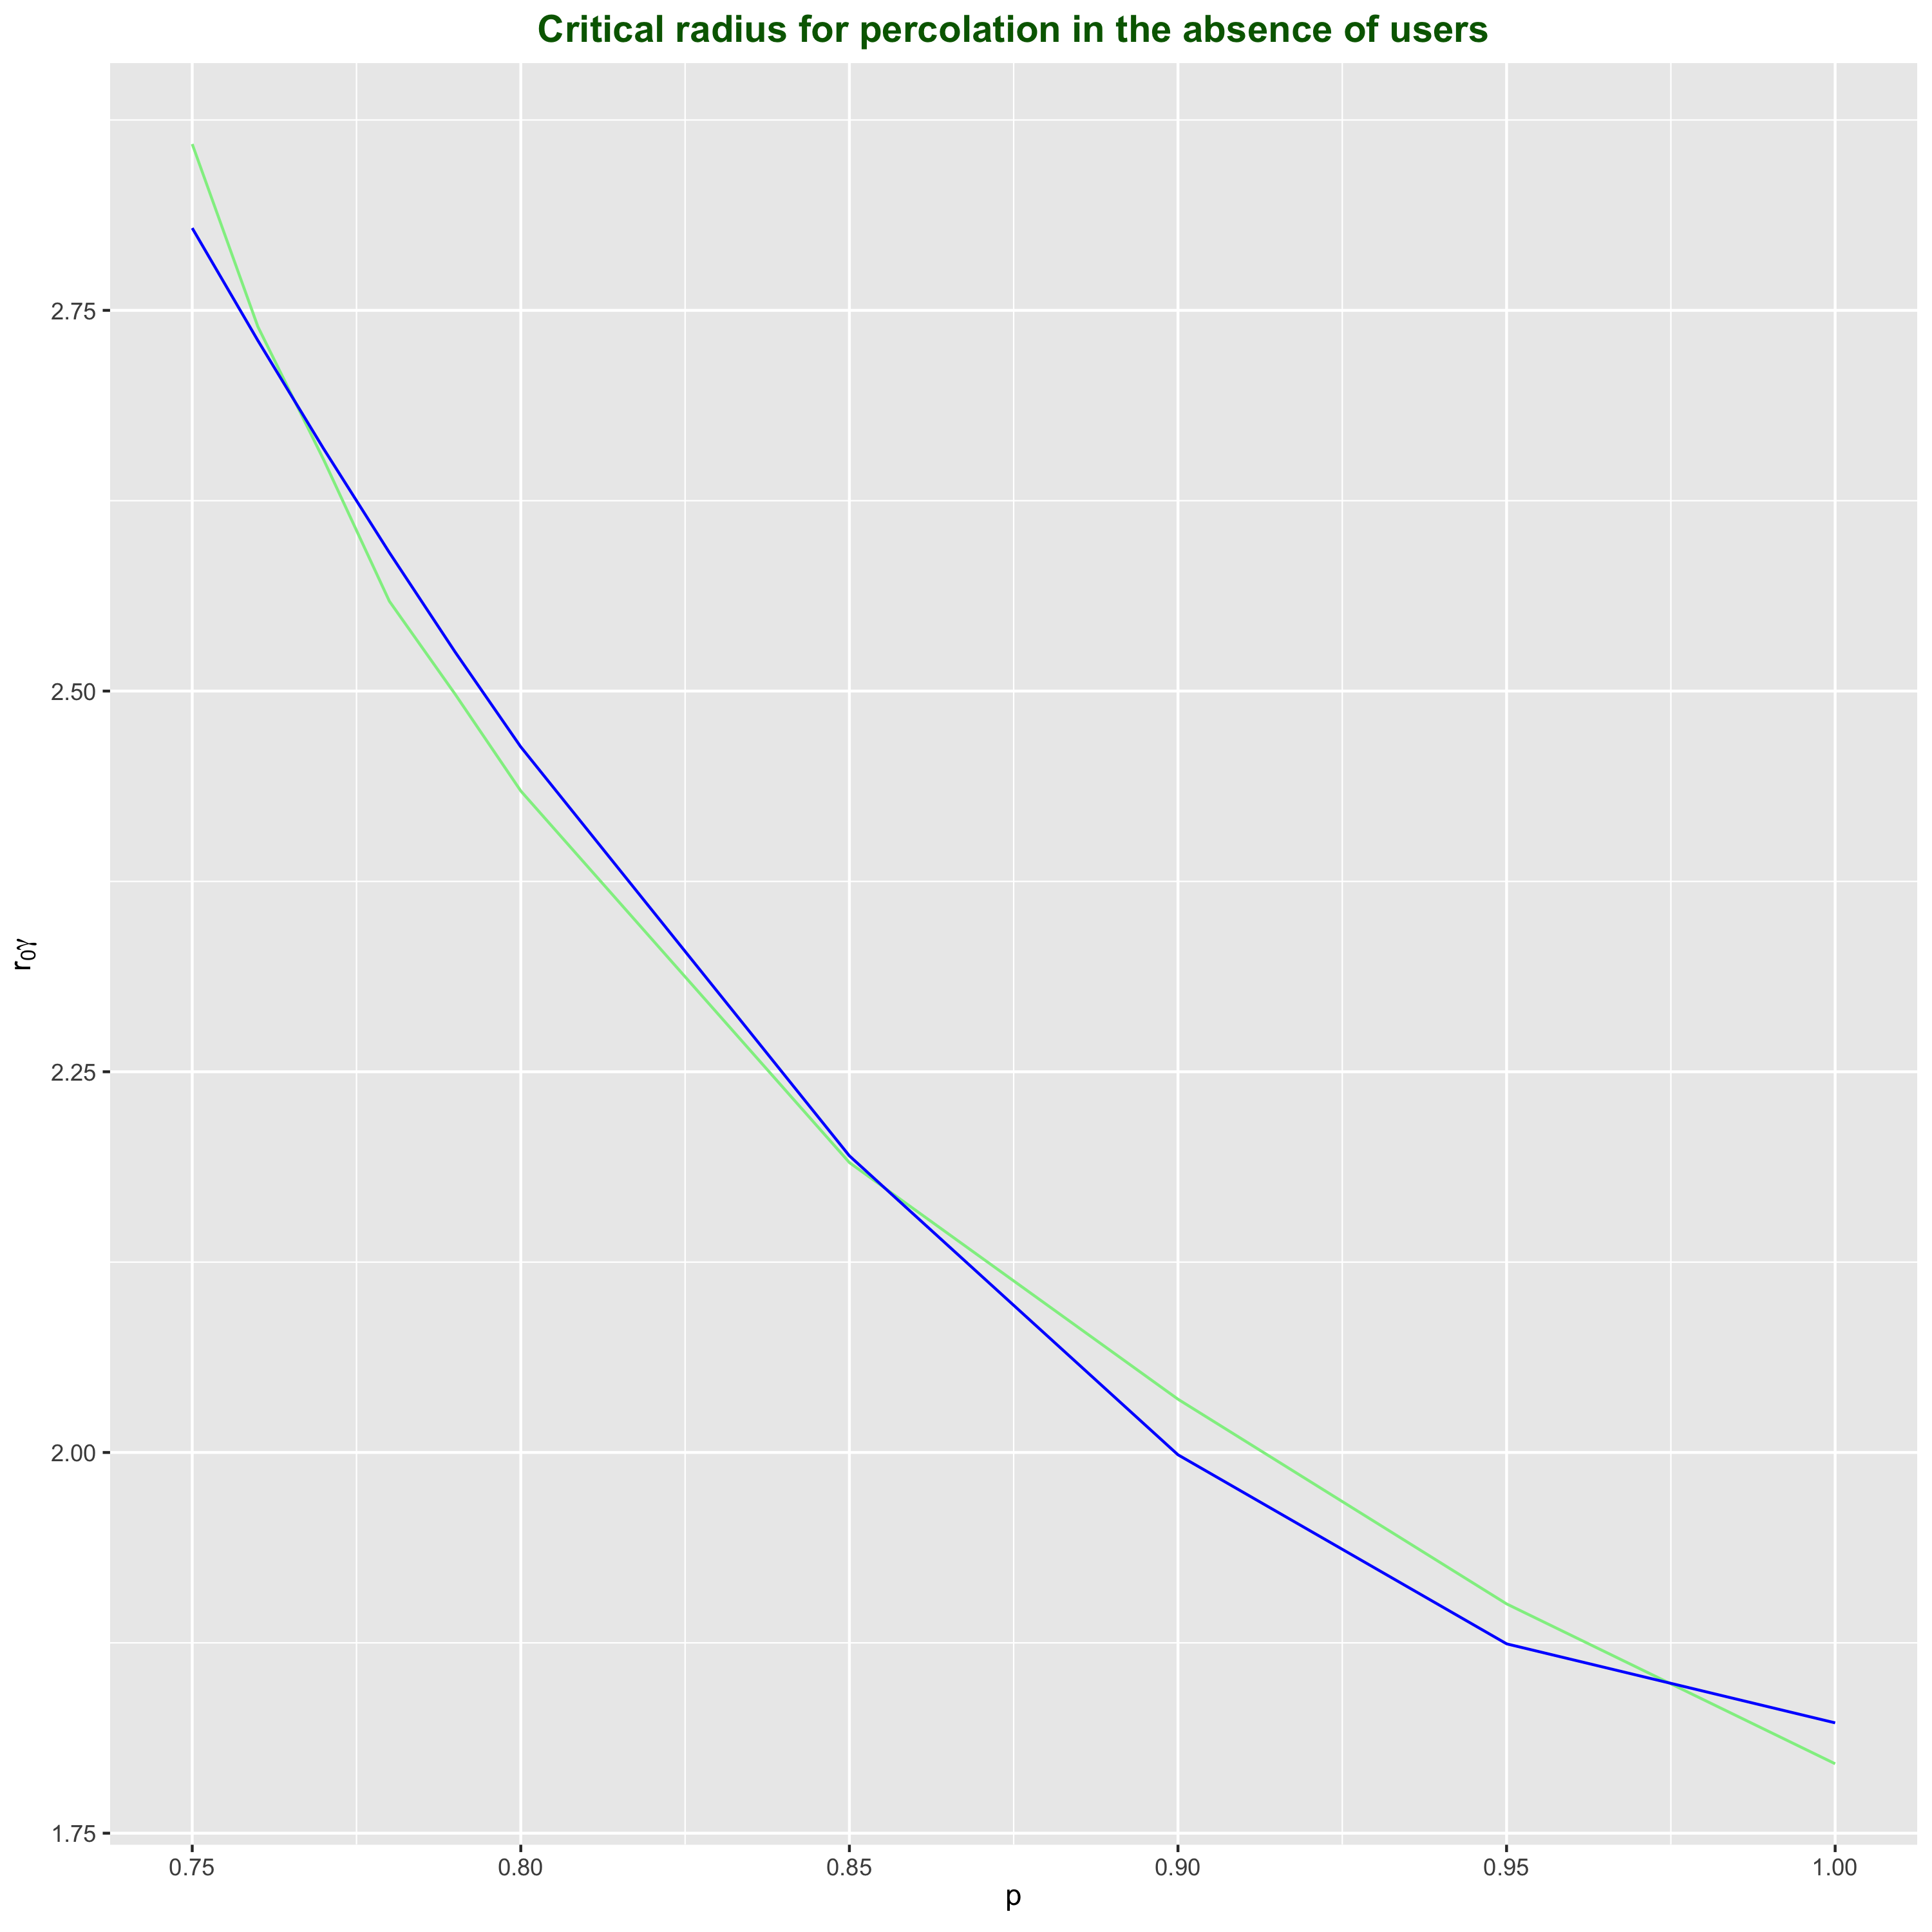 Critical radius for percolation in the absence of users
r₀γ
2.75
2.50
2.25
2.00
1.75
0.75 0.80 0.85 0.90 0.95 1.00
p